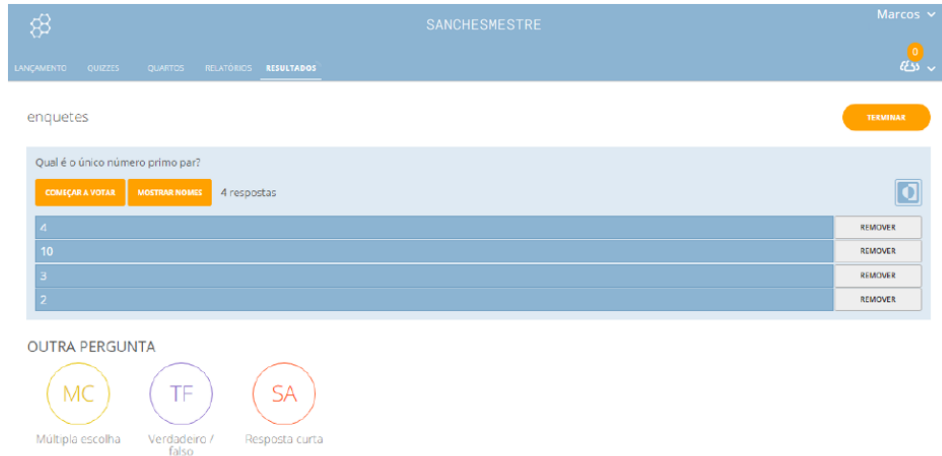 SANCHESMESTRE
Marcos
0
LANÇAMENTO QUIZZES QUARTOS RELATÓRIOS RESULTADOS
enquetes
TERMINAR
Qual é o único número primo par?
COMEÇAR A VOTAR MOSTRAR NOMES 4 respostas
4 REMOVER
10 REMOVER
3 REMOVER
2 REMOVER
OUTRA PERGUNTA
MC TF SA
Múltipla escolha Verdadeiro / Resposta curta
falso